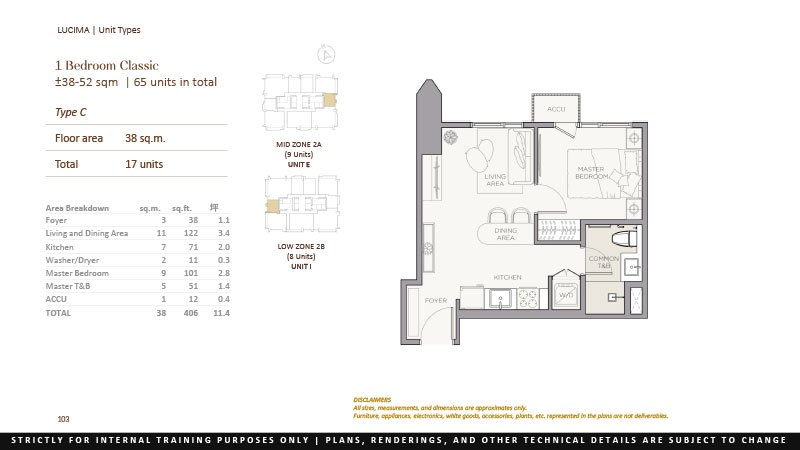 LUCIMA | Unit Types
1 Bedroom Classic
±38-52 sqm | 65 units in total
Type C
Floor area 38 sq.m.
Total 17 units
Area Breakdown sq.m. sq.ft. 坪
Foyer 3 38 1.1
Living and Dining Area 11 122 3.4
Kitchen 7 71 2.0
Washer/Dryer 2 11 0.3
Master Bedroom 9 101 2.8
Master T&B 5 51 1.4
ACCU 1 12 0.4
TOTAL 38 406 11.4
MID ZONE 2A
(9 Units)
UNIT E
LOW ZONE 2B
(8 Units)
UNIT I
ACCU
LIVING
AREA
MASTER
BEDROOM
DINING
AREA
COMMON
T&B
KITCHEN
W/D
FOYER
DISCLAIMERS
All sizes, measurements, and dimensions are approximates only.
Furniture, appliances, electronics, white goods, accessories, plants, etc. represented in the plans are not deliverables.
103
STRICTLY FOR INTERNAL TRAINING PURPOSES ONLY | PLANS, RENDERINGS, AND OTHER TECHNICAL DETAILS ARE SUBJECT TO CHANGE